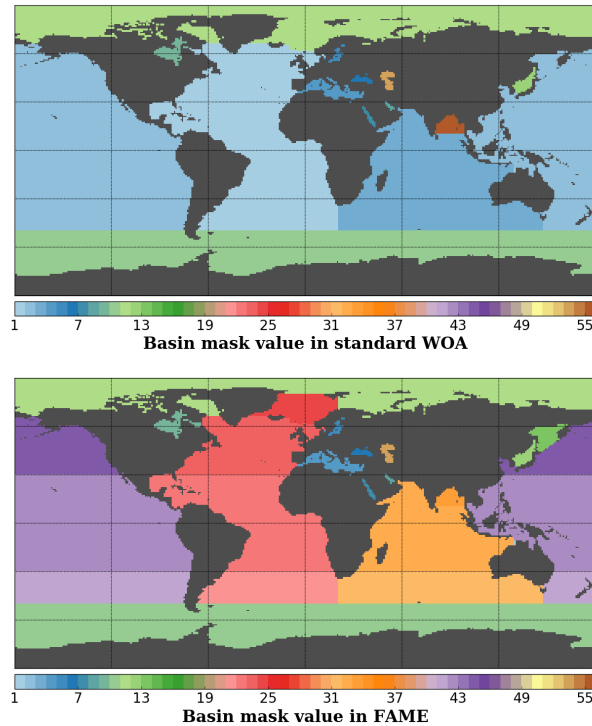 1 7 13 19 25 31 37 43 49 55
Basin mask value in standard WOA
1 7 13 19 25 31 37 43 49 55
Basin mask value in FAME